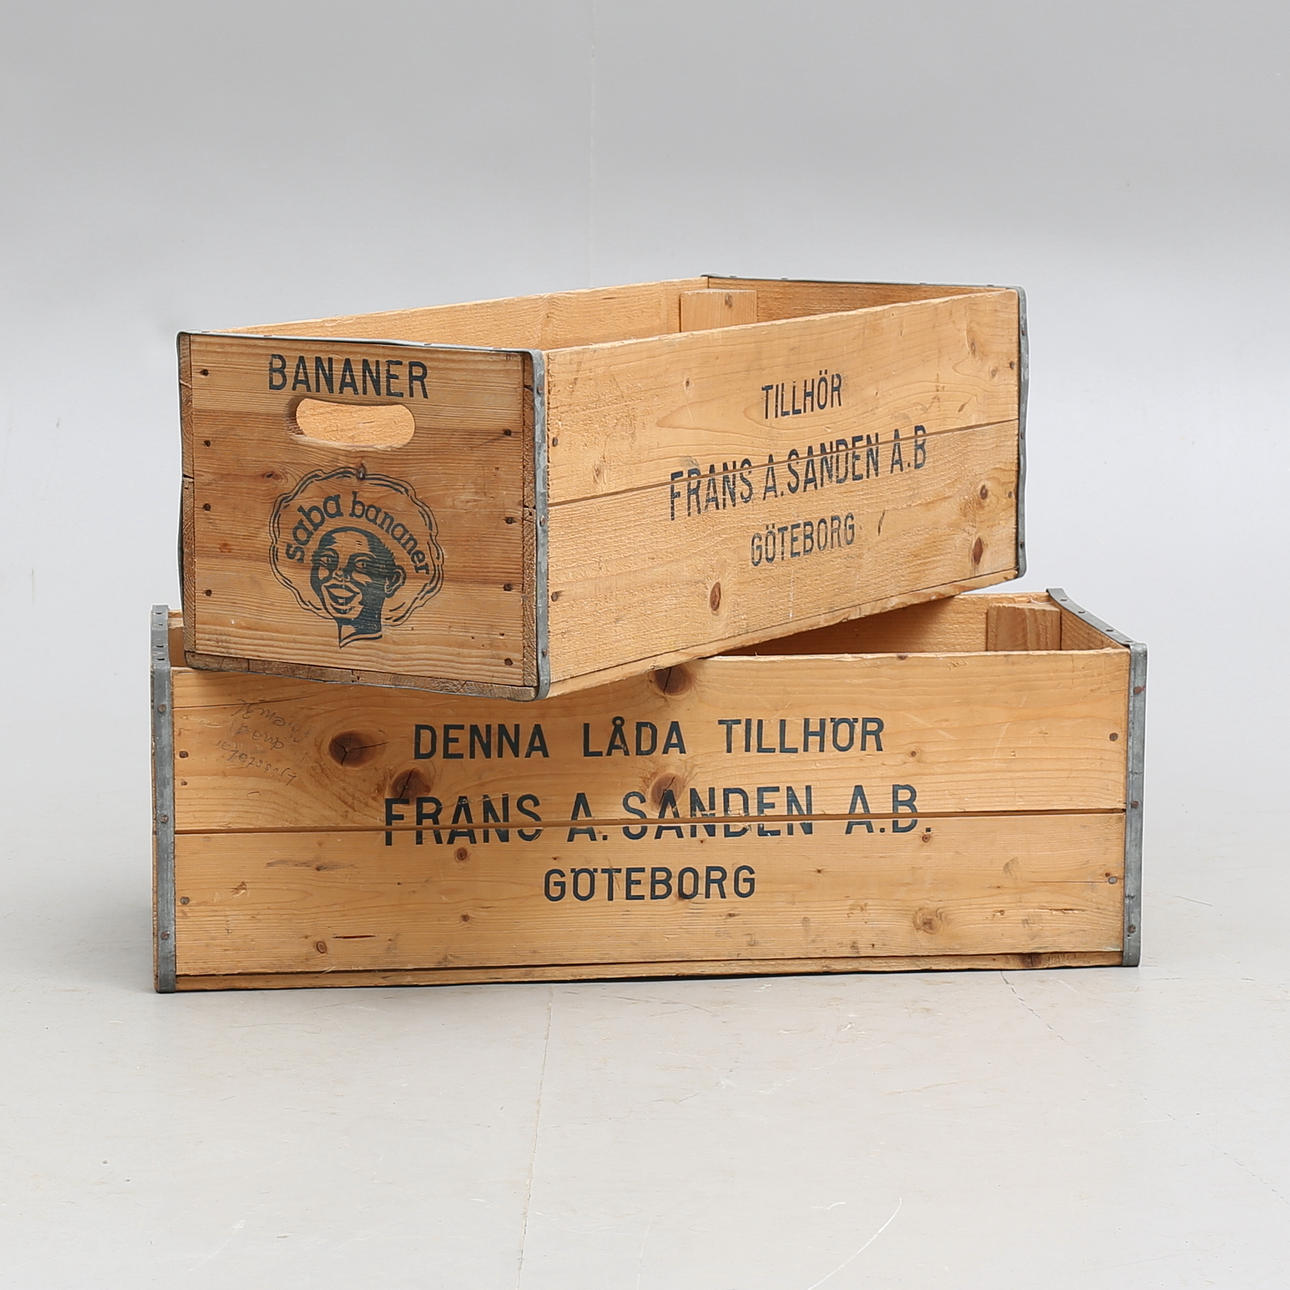 BANANER
saba bananer
TILLHÖR
FRANS A. SANDEN A.B
GÖTEBORG
DENNA LÅDA TILLHÖR
FRANS A. SANDEN A.B.
GÖTEBORG